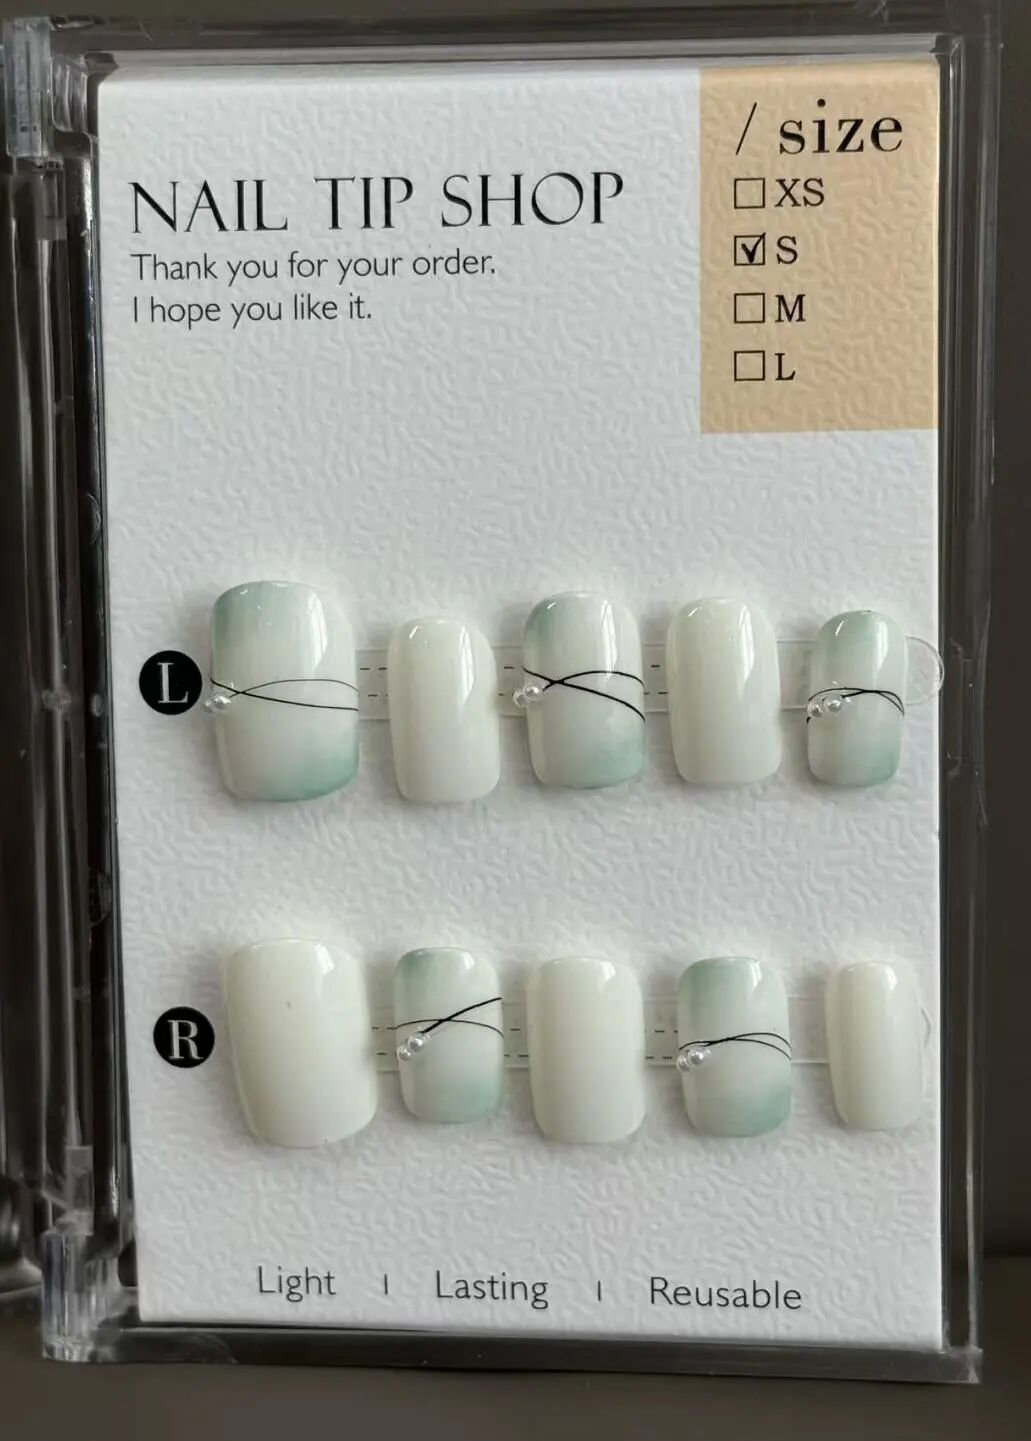 NAIL TIP SHOP
Thank you for your order.
I hope you like it.
/ size
XS
S
M
L
L
R
Light | Lasting | Reusable